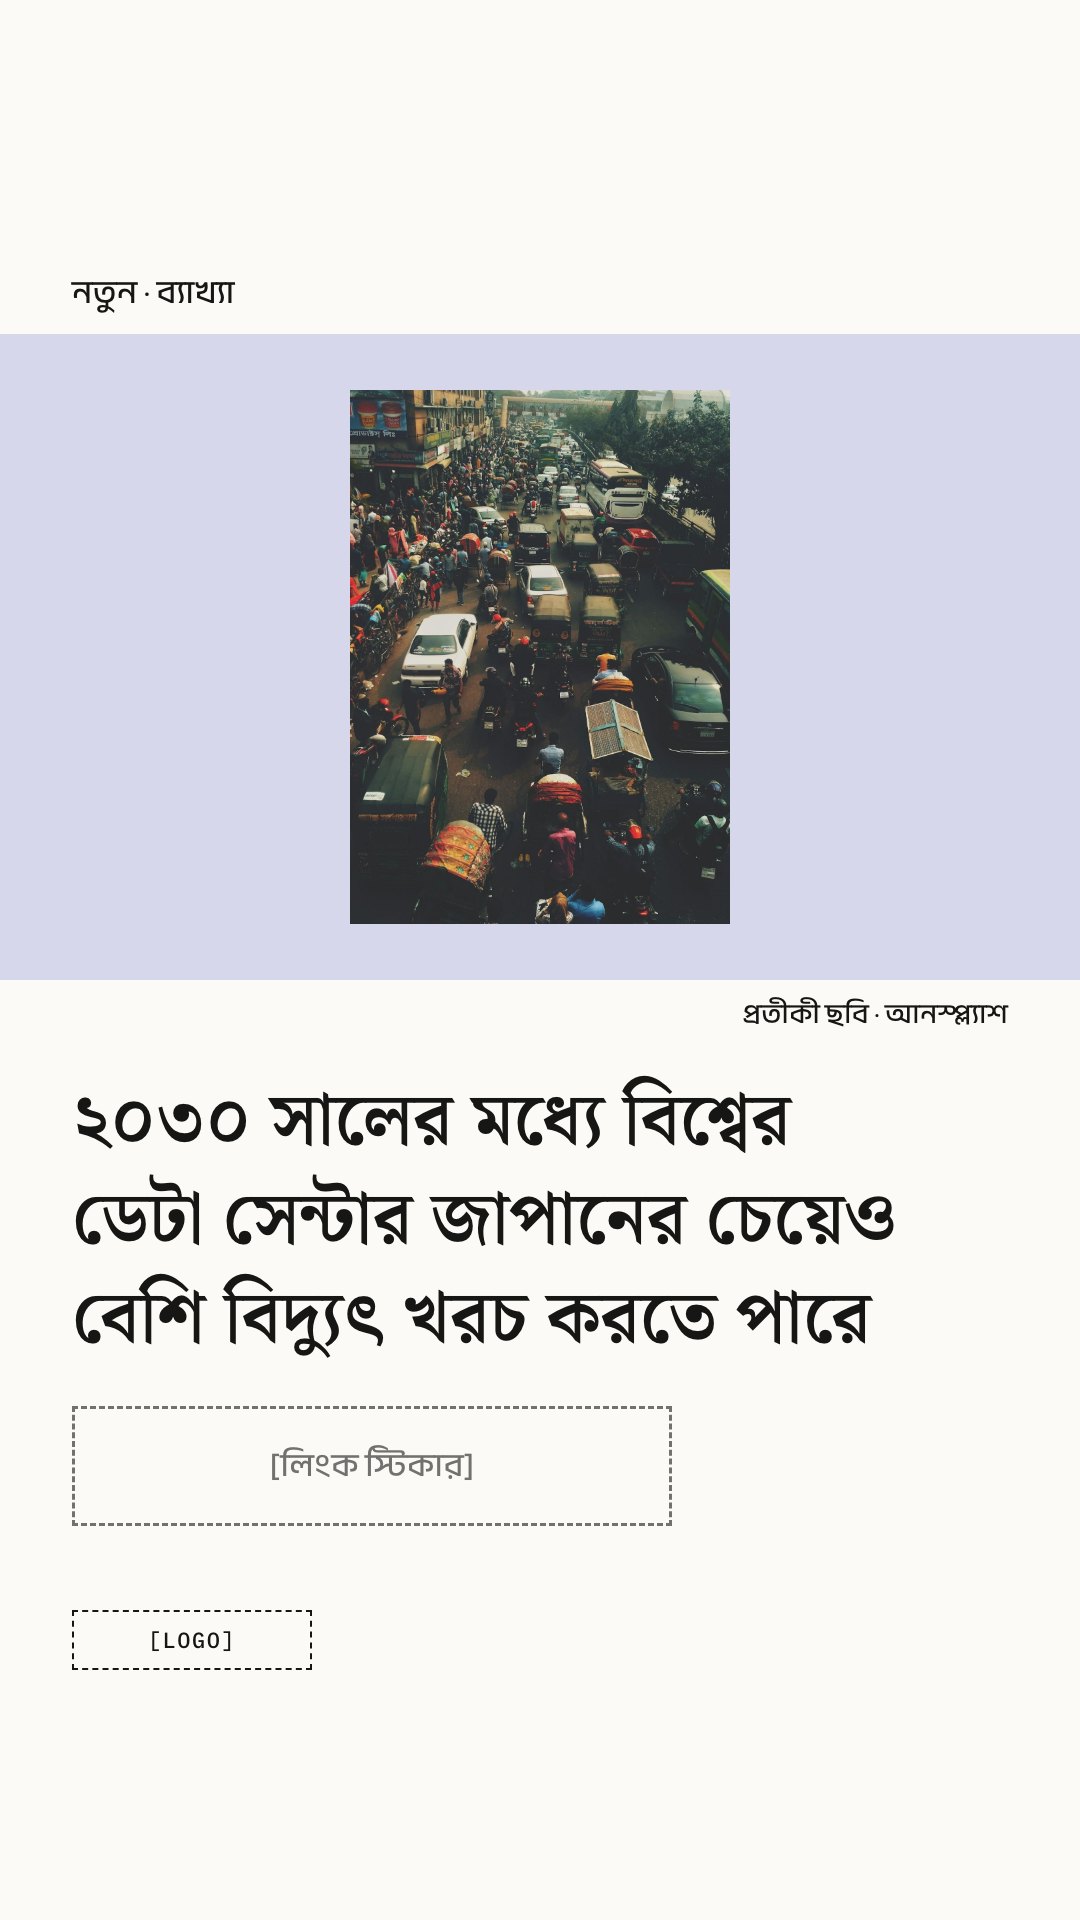 নতুন · ব্যাখ্যা
প্রতীকী ছবি · আনস্প্ল্যাশ
২০৩০ সালের মধ্যে বিশ্বের
ডেটা সেন্টার জাপানের চেয়েও
বেশি বিদ্যুৎ খরচ করতে পারে
[লিংক স্টিকার]
[LOGO]